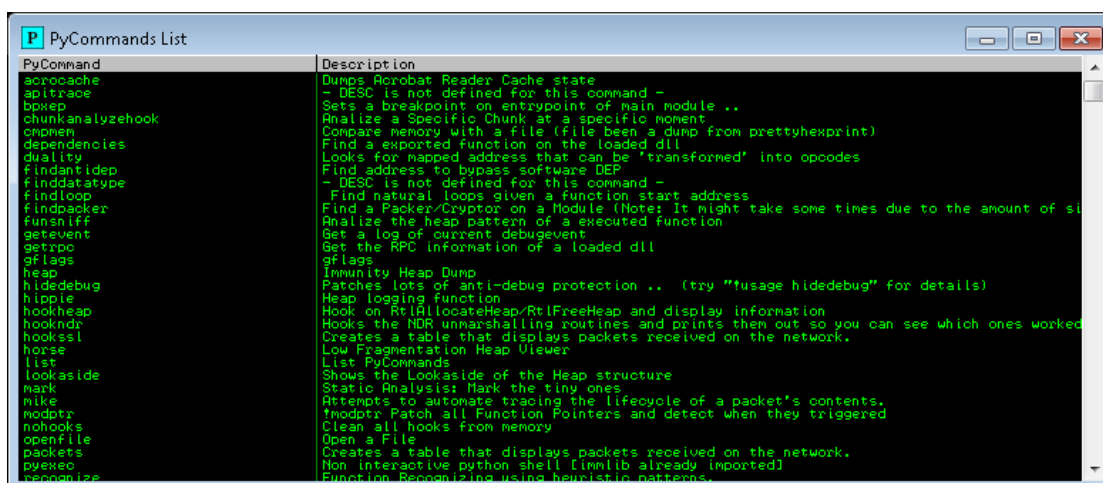 P PyCommands List
PyCommand Description
acrocache Dumps Acrobat Reader Cache state
apitrace - DESC is not defined for this command -
bpxep Sets a breakpoint on entrypoint of main module ..
chunkanalyzehook Analize a Specific Chunk at a specific moment
cmpmem Compare memory with a file (file been a dump from prettyhexprint)
dependencies Find a exported function on the loaded dll
duality Looks for mapped address that can be 'transformed' into opcodes
findantidep Find address to bypass software DEP
finddatatype - DESC is not defined for this command -
findloop Find natural loops given a function start address
findpacker Find a Packer/Cryptor on a Module (Note: It might take some times due to the amount of si
funsniff Analize the heap pattern of a executed function
getevent Get a log of current debugevent
getrpc Get the RPC information of a loaded dll
gflags gflags
heap Immunity Heap Dump
hidedebug Patches lots of anti-debug protection .. (try "!usage hidedebug" for details)
hippie Heap logging function
hookheap Hook on RtlAllocateHeap/RtlFreeHeap and display information
hookndr Hooks the NDR unmarshalling routines and prints them out so you can see which ones worked
hookssl Creates a table that displays packets received on the network.
horse Low Fragmentation Heap Viewer
list List PyCommands
lookaside Shows the Lookaside of the Heap structure
mark Static Analysis: Mark the tiny ones
mike Attempts to automate tracing the lifecycle of a packet's contents.
modptr !modptr Patch all Function Pointers and detect when they triggered
nohooks Clean all hooks from memory
openfile Open a File
packets Creates a table that displays packets received on the network.
pyexec Non interactive python shell [immlib already imported]
recognize Function Recognizing using heuristic patterns.